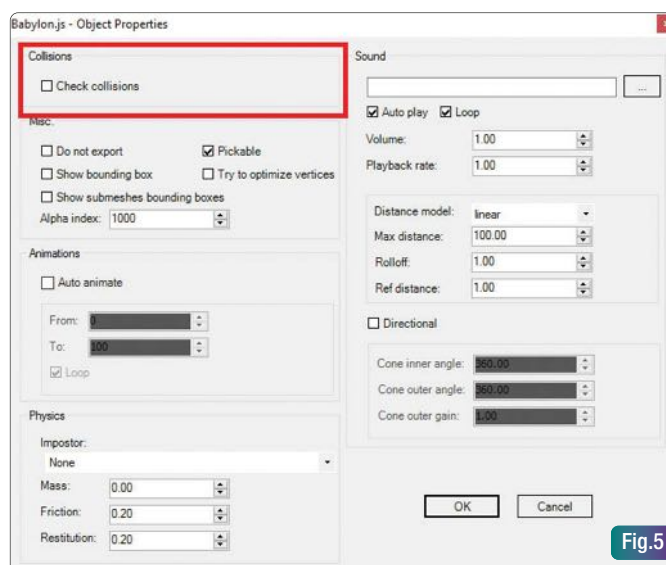 Babylon.js - Object Properties
Collisions
Check collisions
Misc.
Do not export
Pickable
Show bounding box
Try to optimize vertices
Show submeshes bounding boxes
Alpha index: 1000
Animations
Auto animate
From: 0
To: 100
Loop
Physics
Impostor:
None
Mass: 0.00
Friction: 0.20
Restitution: 0.20
Sound
...
Auto play
Loop
Volume: 1.00
Playback rate: 1.00
Distance model: linear
Max distance: 100.00
Rolloff: 1.00
Ref distance: 1.00
Directional
Cone inner angle: 360.00
Cone outer angle: 360.00
Cone outer gain: 1.00
OK
Cancel
Fig.5